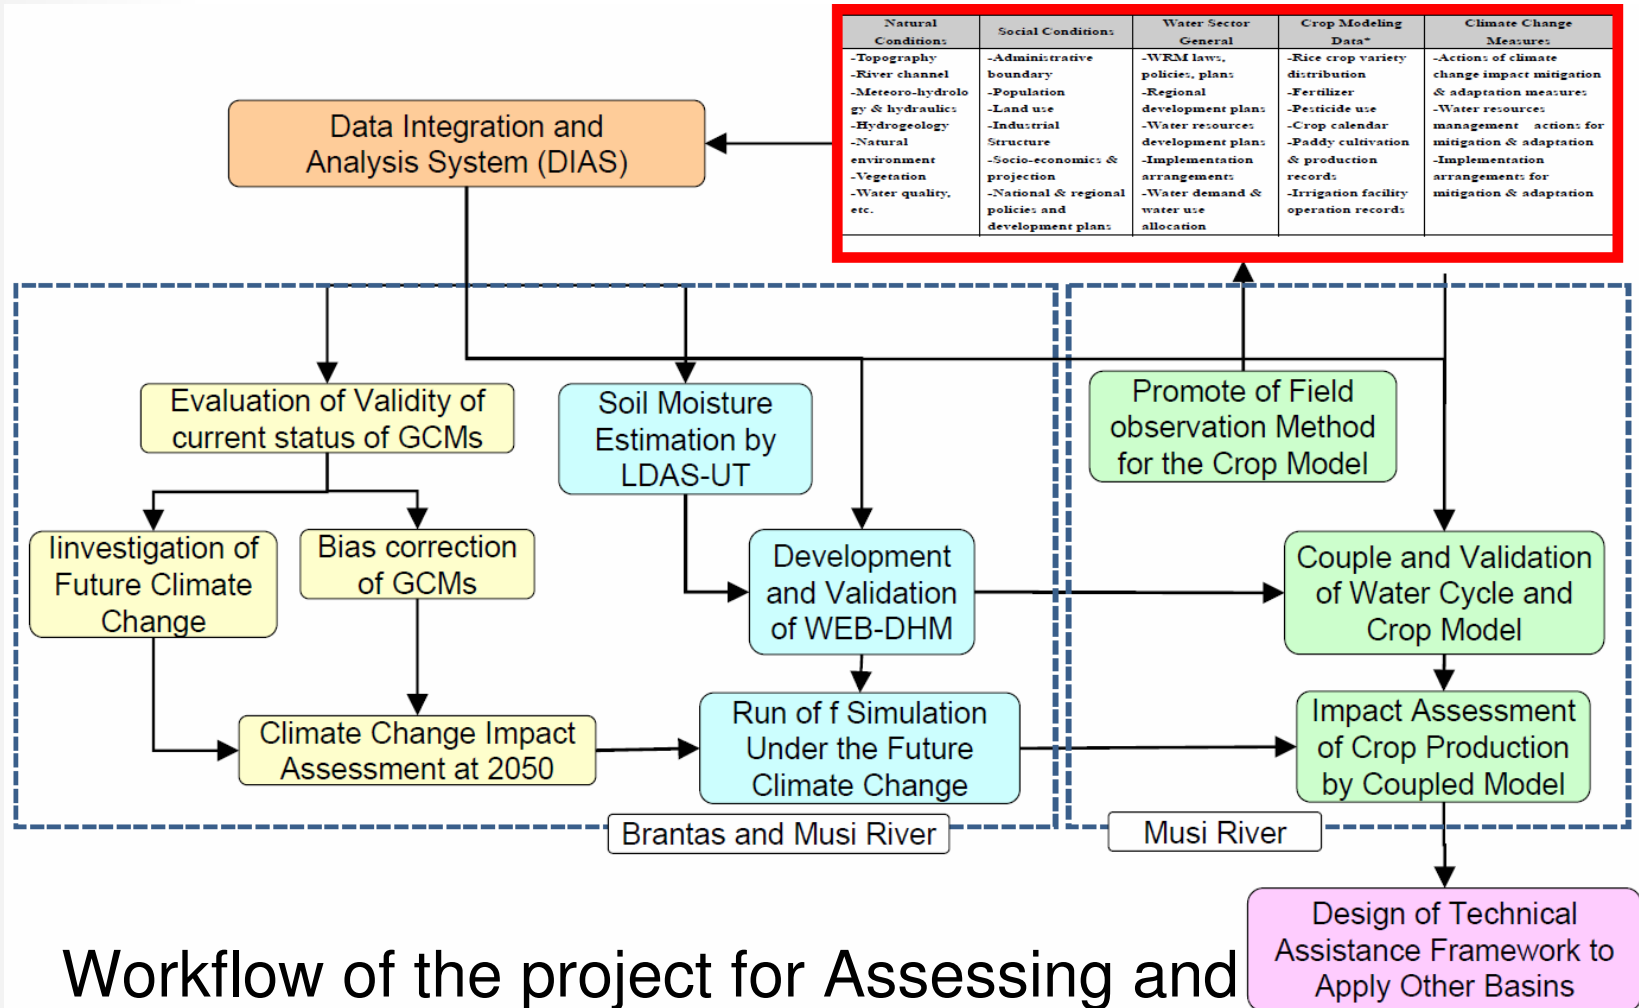 Natural
Conditions
-Topography
-River channel
-Meteoro-hydrolo
gy & hydraulics
-Hydrogeology
-Natural
environment
-Vegetation
-Water quality,
etc.
Social Conditions
-Administrative
boundary
-Population
-Land use
-Industrial
Structure
-Socio-economics &
projection
-National & regional
policies and
development plans
Water Sector
General
-WRM laws,
policies, plans
-Regional
development plans
-Water resources
development plans
-Implementation
arrangements
-Water demand &
water use
allocation
Crop Modeling
Data*
-Rice crop variety
distribution
-Fertilizer
-Pesticide use
-Crop calendar
-Paddy cultivation
& production
records
-Irrigation facility
operation records
Climate Change
Measures
-Actions of climate
change impact mitigation
& adaptation measures
-Water resources
management actions for
mitigation & adaptation
-Implementation
arrangements for
mitigation & adaptation
Data Integration and
Analysis System (DIAS)
Evaluation of Validity of
current status of GCMs
Soil Moisture
Estimation by
LDAS-UT
Promote of Field
observation Method
for the Crop Model
Iinvestigation of
Future Climate
Change
Bias correction
of GCMs
Development
and Validation
of WEB-DHM
Couple and Validation
of Water Cycle and
Crop Model
Climate Change Impact
Assessment at 2050
Run of f Simulation
Under the Future
Climate Change
Impact Assessment
of Crop Production
by Coupled Model
Brantas and Musi River
Musi River
Design of Technical
Assistance Framework to
Apply Other Basins
Workflow of the project for Assessing and